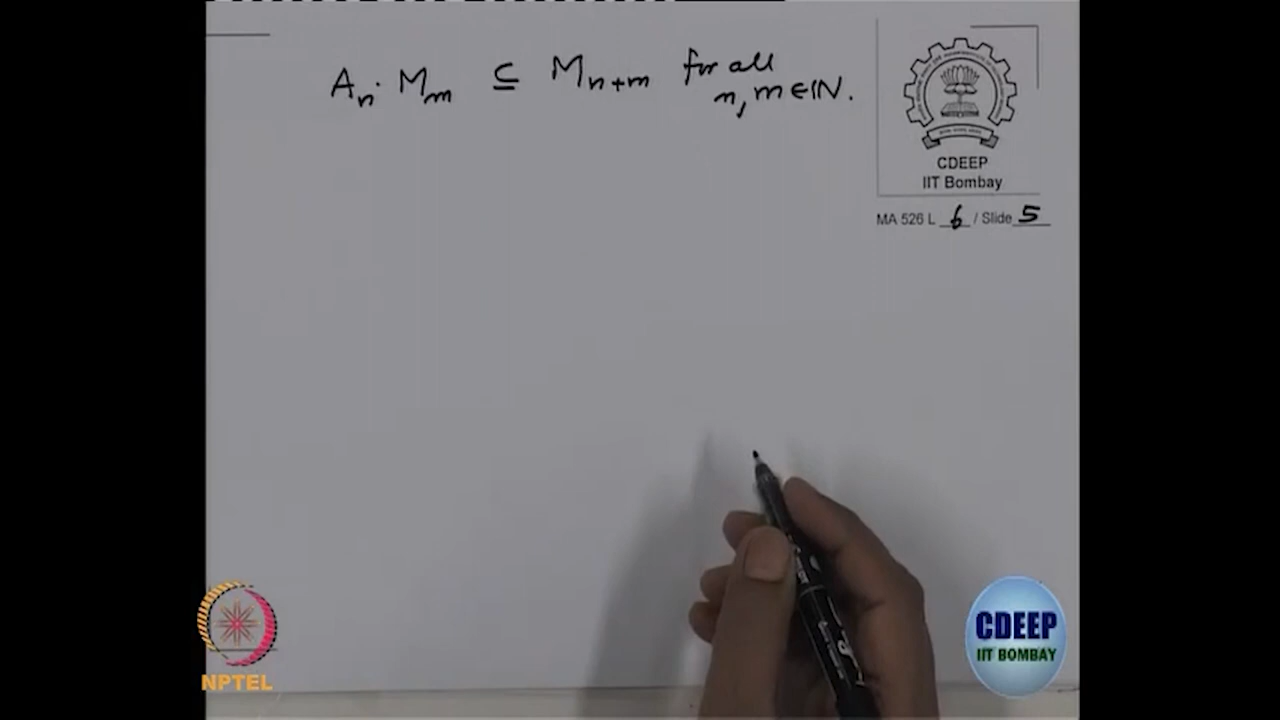 Aₙ · Mₘ ⊆ Mₙ₊ₘ for all
n, m ∈ ℕ.
CDEEP
IIT Bombay
MA 526 L 6 / Slide 5
NPTEL
CDEEP
IIT BOMBAY